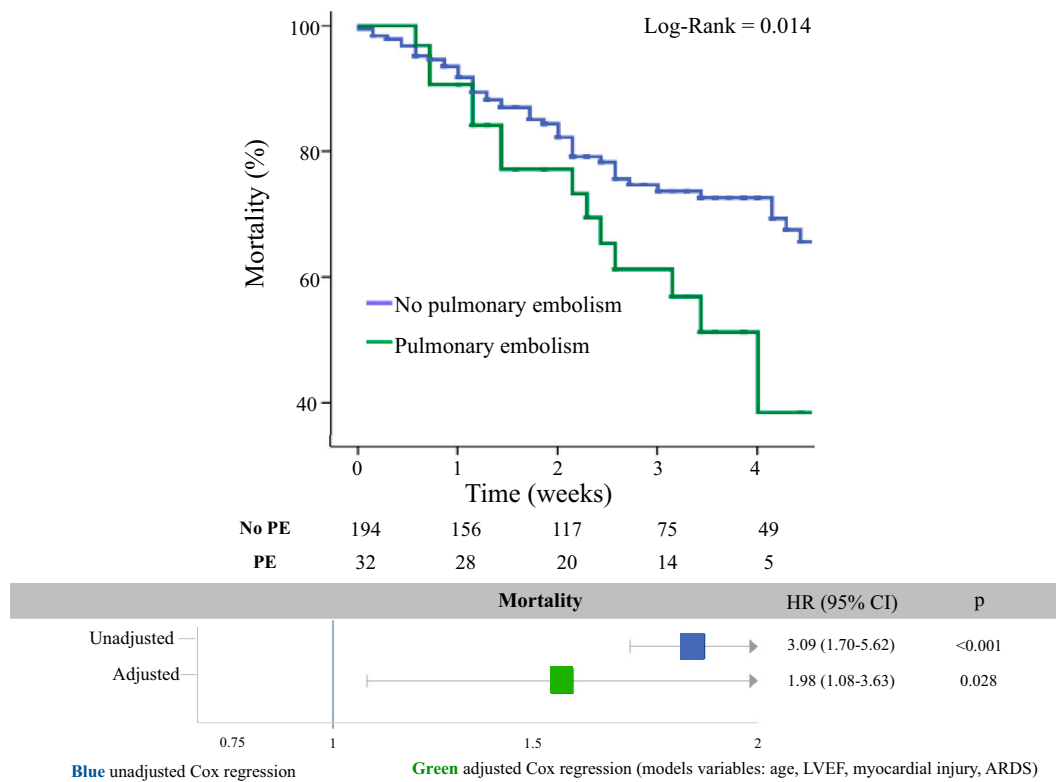 Log-Rank = 0.014
100
80
60
40
Mortality (%)
No pulmonary embolism
Pulmonary embolism
0 1 2 3 4
Time (weeks)
No PE 194 156 117 75 49
PE 32 28 20 14 5
Mortality HR (95% CI) p
Unadjusted 3.09 (1.70-5.62) <0.001
Adjusted 1.98 (1.08-3.63) 0.028
0.75 1 1.5 2
Blue unadjusted Cox regression
Green adjusted Cox regression (models variables: age, LVEF, myocardial injury, ARDS)